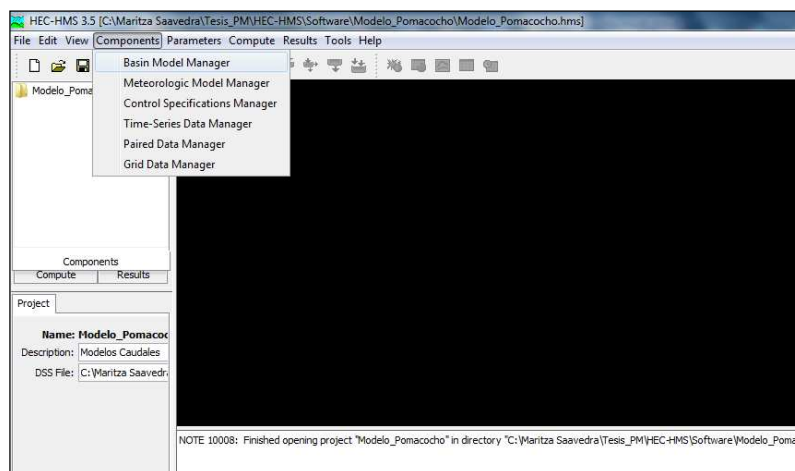 HEC-HMS 3.5 [C:\Maritza Saavedra\Tesis_PM\HEC-HMS\Software\Modelo_Pomacocho\Modelo_Pomacocho.hms]
File Edit View Components Parameters Compute Results Tools Help
Basin Model Manager
Meteorologic Model Manager
Control Specifications Manager
Time-Series Data Manager
Paired Data Manager
Grid Data Manager
Modelo_Poma
Components
Compute Results
Project
Name: Modelo_Pomacoc
Description: Modelos Caudales
DSS File: C:\Maritza Saavedra
NOTE 10008: Finished opening project "Modelo_Pomacocho" in directory "C:\Maritza Saavedra\Tesis_PM\HEC-HMS\Software\Modelo_Poma